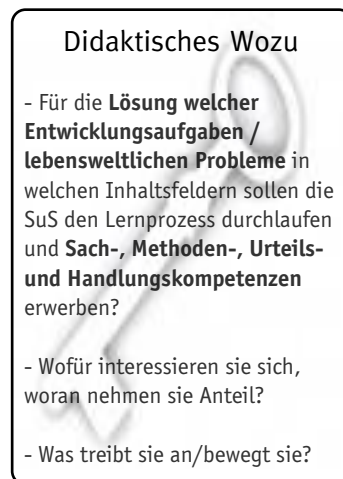 Didaktisches Wozu
- Für die Lösung welcher
Entwicklungsaufgaben /
lebensweltlichen Probleme in
welchen Inhaltsfeldern sollen die
SuS den Lernprozess durchlaufen
und Sach-, Methoden-, Urteils-
und Handlungskompetenzen
erwerben?
- Wofür interessieren sie sich,
woran nehmen sie Anteil?
- Was treibt sie an/bewegt sie?